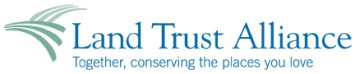 Land Trust Alliance
Together, conserving the places you love